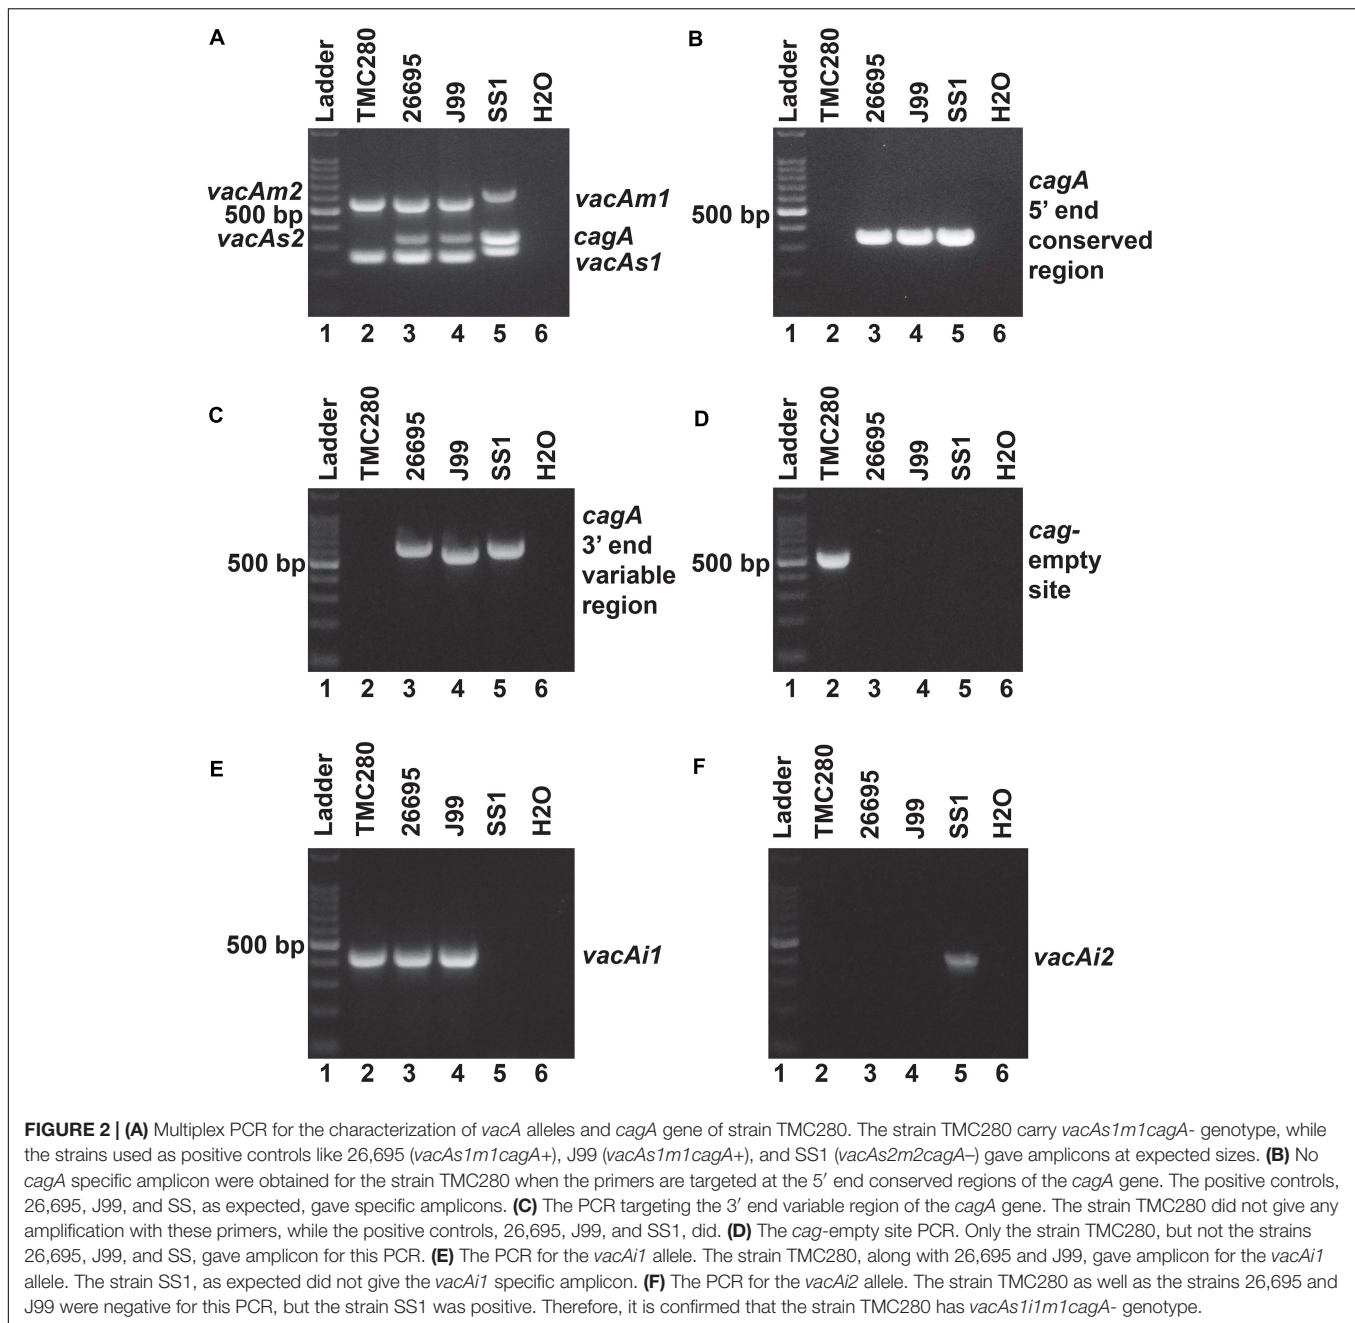 A
Ladder
TMC280
26695
J99
SS1
H2O
vacAm2
500 bp
vacAs2
vacAm1
cagA
vacAs1
1 2 3 4 5 6
B
Ladder
TMC280
26695
J99
SS1
H2O
500 bp
cagA
5’ end
conserved
region
1 2 3 4 5 6
C
Ladder
TMC280
26695
J99
SS1
H2O
500 bp
cagA
3’ end
variable
region
1 2 3 4 5 6
D
Ladder
TMC280
26695
J99
SS1
H2O
500 bp
cag-
empty
site
1 2 3 4 5 6
E
Ladder
TMC280
26695
J99
SS1
H2O
500 bp
vacAi1
1 2 3 4 5 6
F
Ladder
TMC280
26695
J99
SS1
H2O
vacAi2
1 2 3 4 5 6
FIGURE 2 | (A) Multiplex PCR for the characterization of vacA alleles and cagA gene of strain TMC280. The strain TMC280 carry vacAs1m1cagA- genotype, while
the strains used as positive controls like 26,695 (vacAs1m1cagA+), J99 (vacAs1m1cagA+), and SS1 (vacAs2m2cagA–) gave amplicons at expected sizes. (B) No
cagA specific amplicon were obtained for the strain TMC280 when the primers are targeted at the 5′ end conserved regions of the cagA gene. The positive controls,
26,695, J99, and SS, as expected, gave specific amplicons. (C) The PCR targeting the 3′ end variable region of the cagA gene. The strain TMC280 did not give any
amplification with these primers, while the positive controls, 26,695, J99, and SS1, did. (D) The cag-empty site PCR. Only the strain TMC280, but not the strains
26,695, J99, and SS, gave amplicon for this PCR. (E) The PCR for the vacAi1 allele. The strain TMC280, along with 26,695 and J99, gave amplicon for the vacAi1
allele. The strain SS1, as expected did not give the vacAi1 specific amplicon. (F) The PCR for the vacAi2 allele. The strain TMC280 as well as the strains 26,695 and
J99 were negative for this PCR, but the strain SS1 was positive. Therefore, it is confirmed that the strain TMC280 has vacAs1i1m1cagA- genotype.